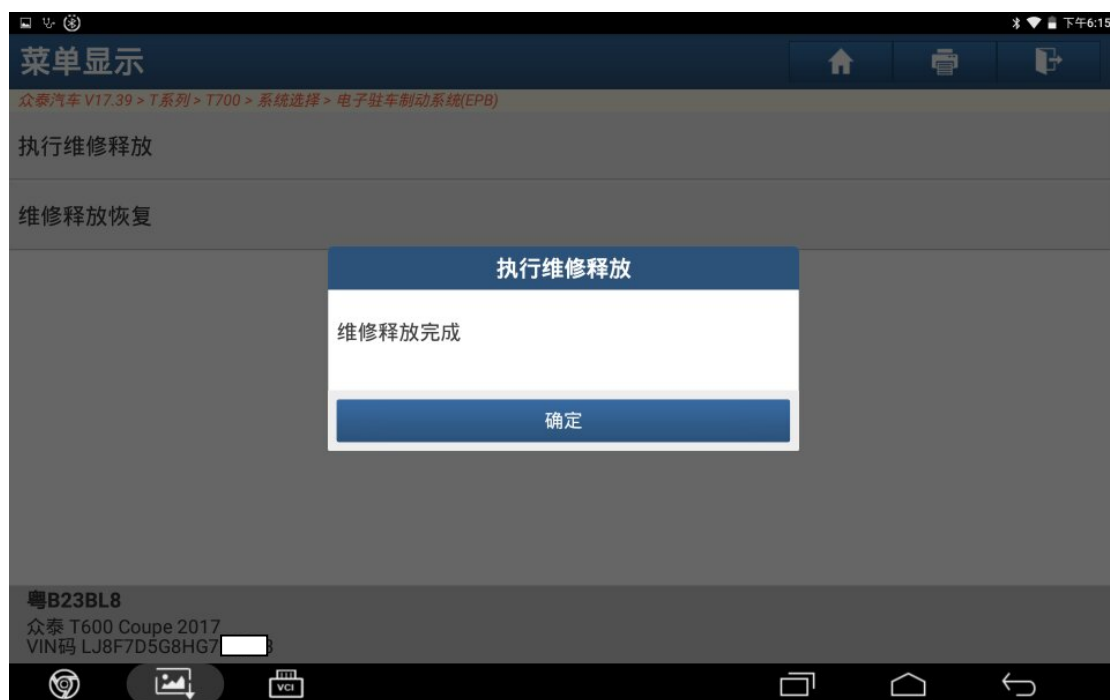 下午6:15
菜单显示
众泰汽车 V17.39 > T系列 > T700 > 系统选择 > 电子驻车制动系统(EPB)
执行维修释放
维修释放恢复
执行维修释放
维修释放完成
确定
粤B23BL8
众泰 T600 Coupe 2017
VIN码 LJ8F7D5G8HG7
VCI